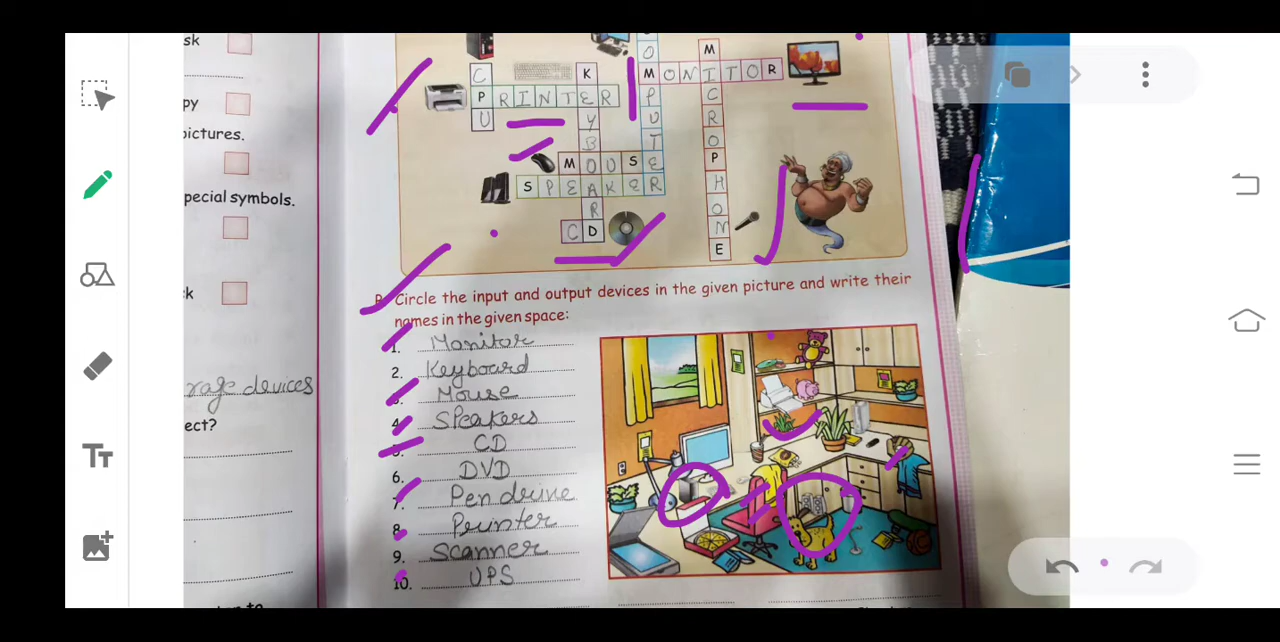 sk
py
pictures.
pecial symbols.
k
rage devices
ect?
M
C K MONITOR
PRINTER P C
U Y U R
B T O
MOUSE P
SPEAKER H
R O
CD N
E
B. Circle the input and output devices in the given picture and write their
names in the given space:
1. Monitor
2. Keyboard
3. Mouse
4. Speakers
5. CD
6. DVD
7. Pen drive
8. Printer
9. Scanner
10. UPS
TT